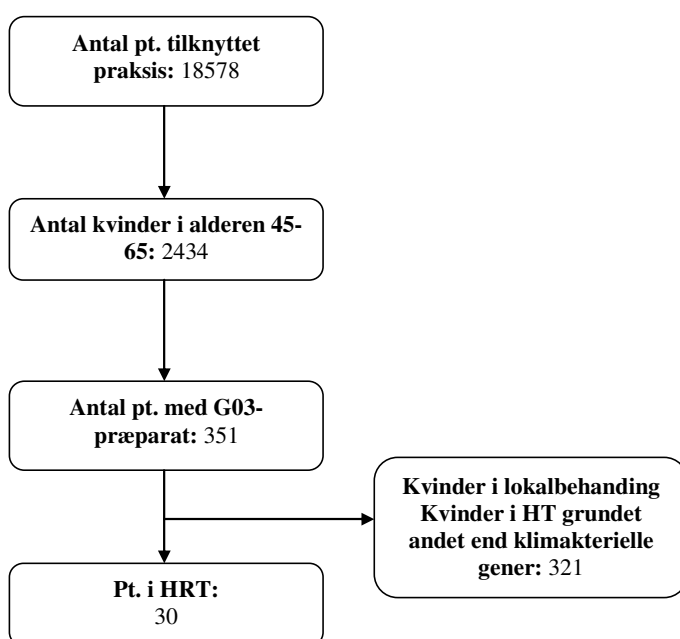 Antal pt. tilknyttet
praksis: 18578
Antal kvinder i alderen 45-
65: 2434
Antal pt. med G03-
præparat: 351
Kvinder i lokalbehanding
Kvinder i HT grundet
andet end klimakterielle
gener: 321
Pt. i HRT:
30